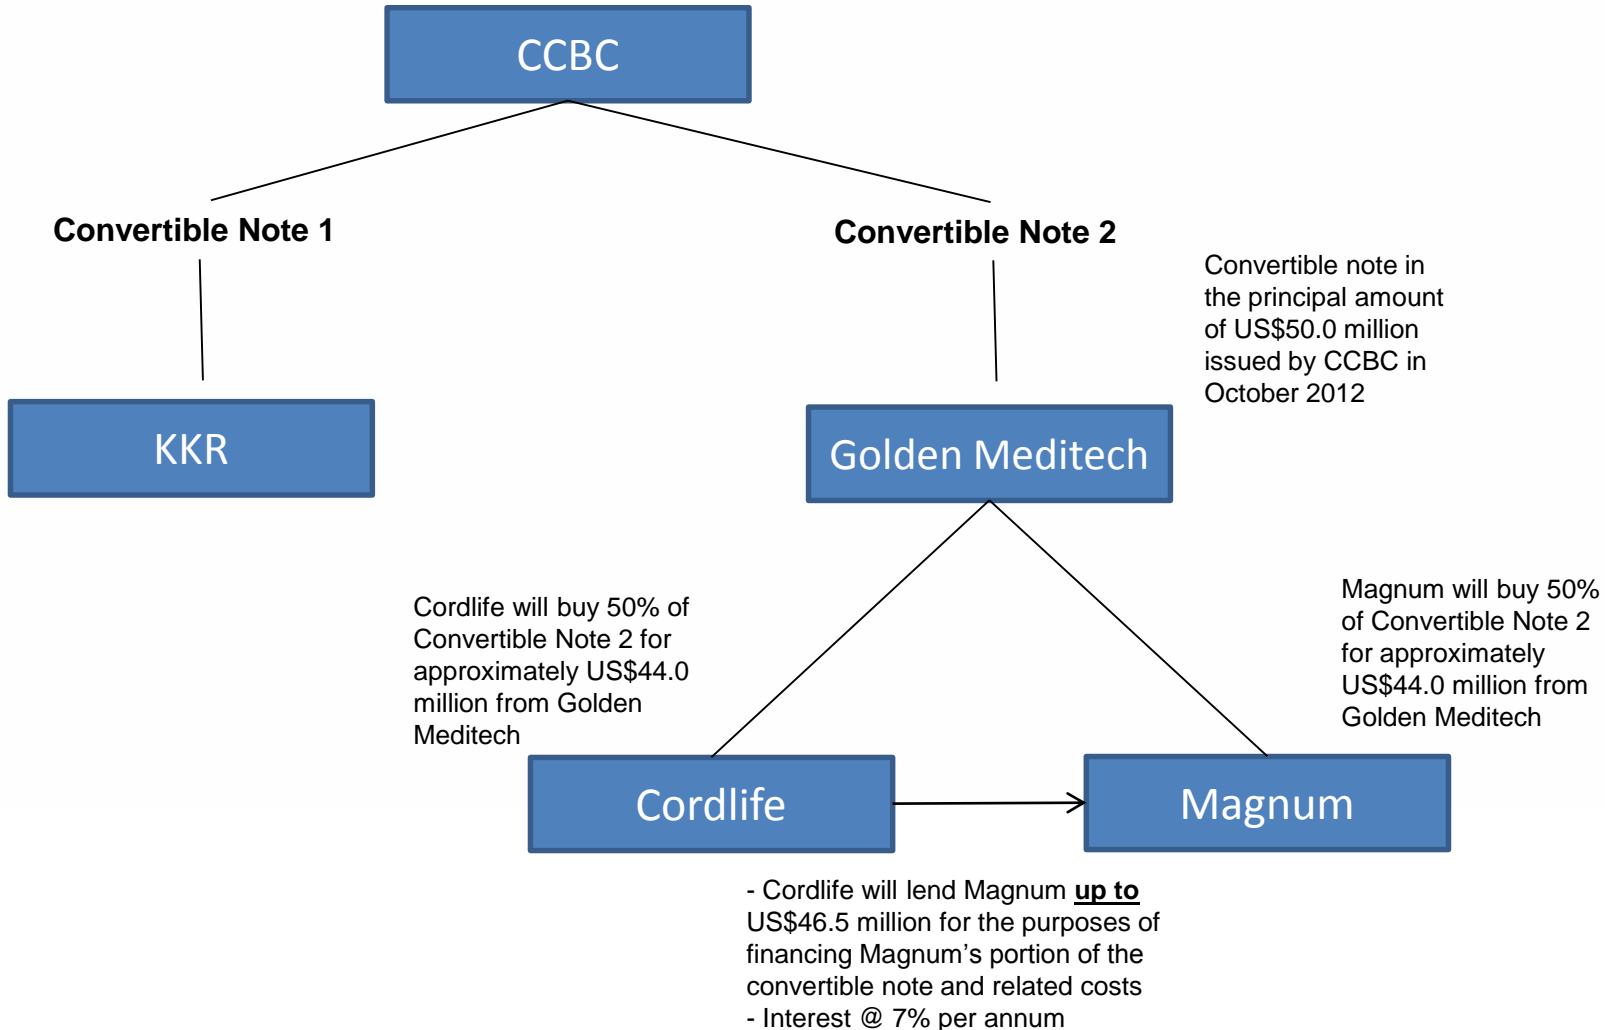 CCBC
Convertible Note 1
Convertible Note 2
Convertible note in
the principal amount
of US$50.0 million
issued by CCBC in
October 2012
KKR
Golden Meditech
Cordlife will buy 50% of
Convertible Note 2 for
approximately US$44.0
million from Golden
Meditech
Magnum will buy 50%
of Convertible Note 2
for approximately
US$44.0 million from
Golden Meditech
Cordlife
Magnum
- Cordlife will lend Magnum up to
US$46.5 million for the purposes of
financing Magnum’s portion of the
convertible note and related costs
- Interest @ 7% per annum